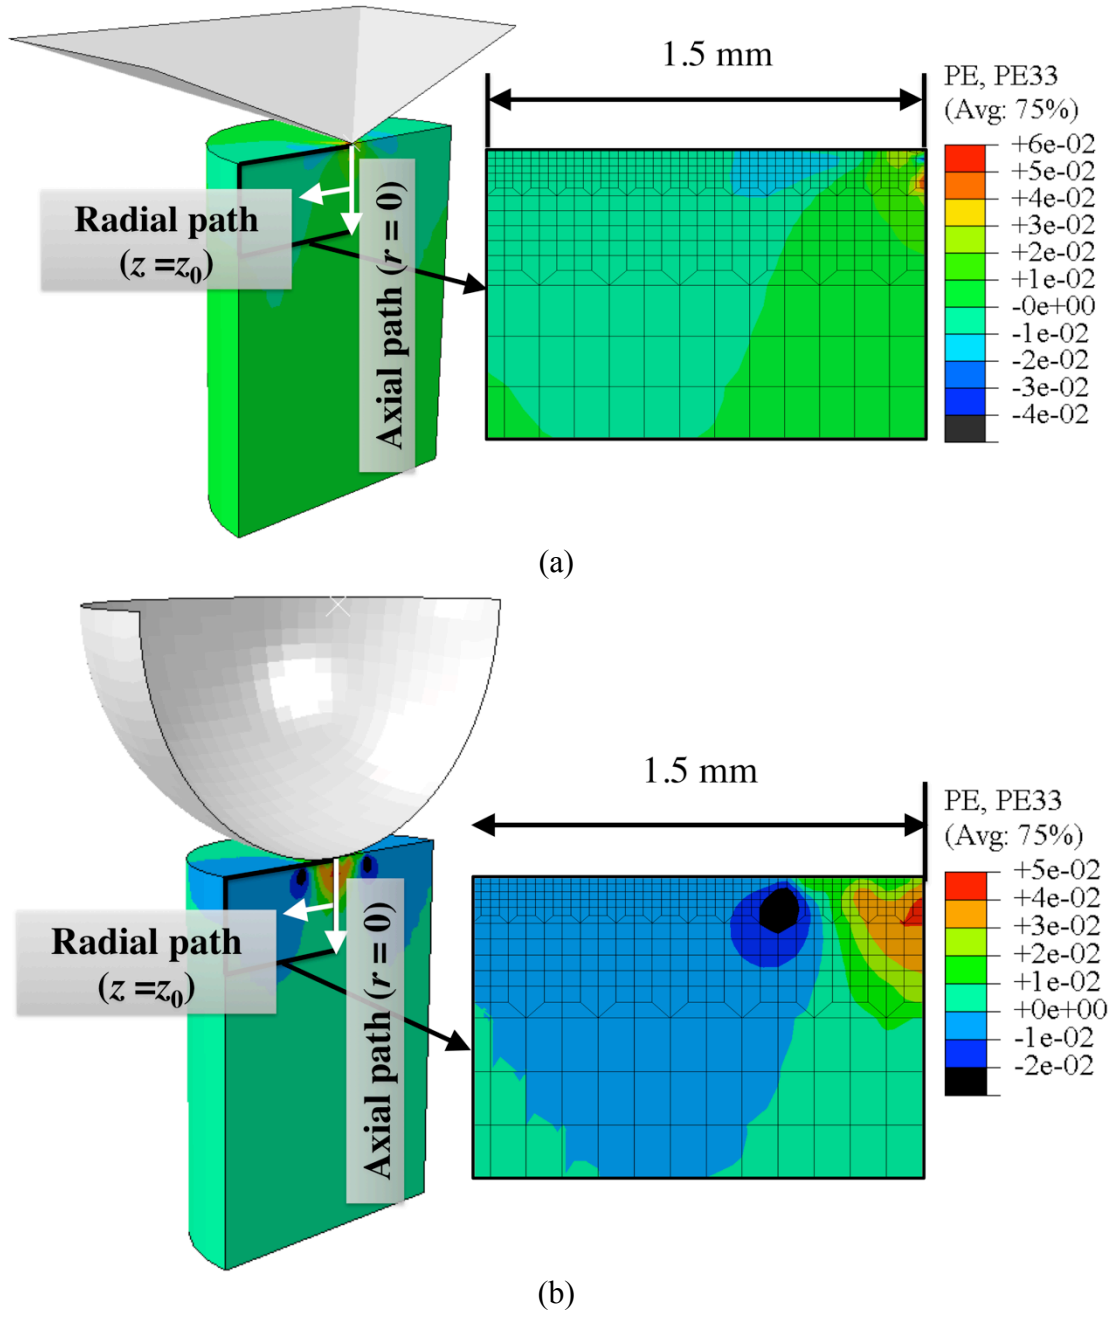 1.5 mm
PE, PE33
(Avg: 75%)
+6e-02
+5e-02
+4e-02
+3e-02
+2e-02
+1e-02
-0e+00
-1e-02
-2e-02
-3e-02
-4e-02
Radial path
(z =z0)
Axial path (r = 0)
(a)
1.5 mm
PE, PE33
(Avg: 75%)
+5e-02
+4e-02
+3e-02
+2e-02
+1e-02
+0e+00
-1e-02
-2e-02
Radial path
(z =z0)
Axial path (r = 0)
(b)